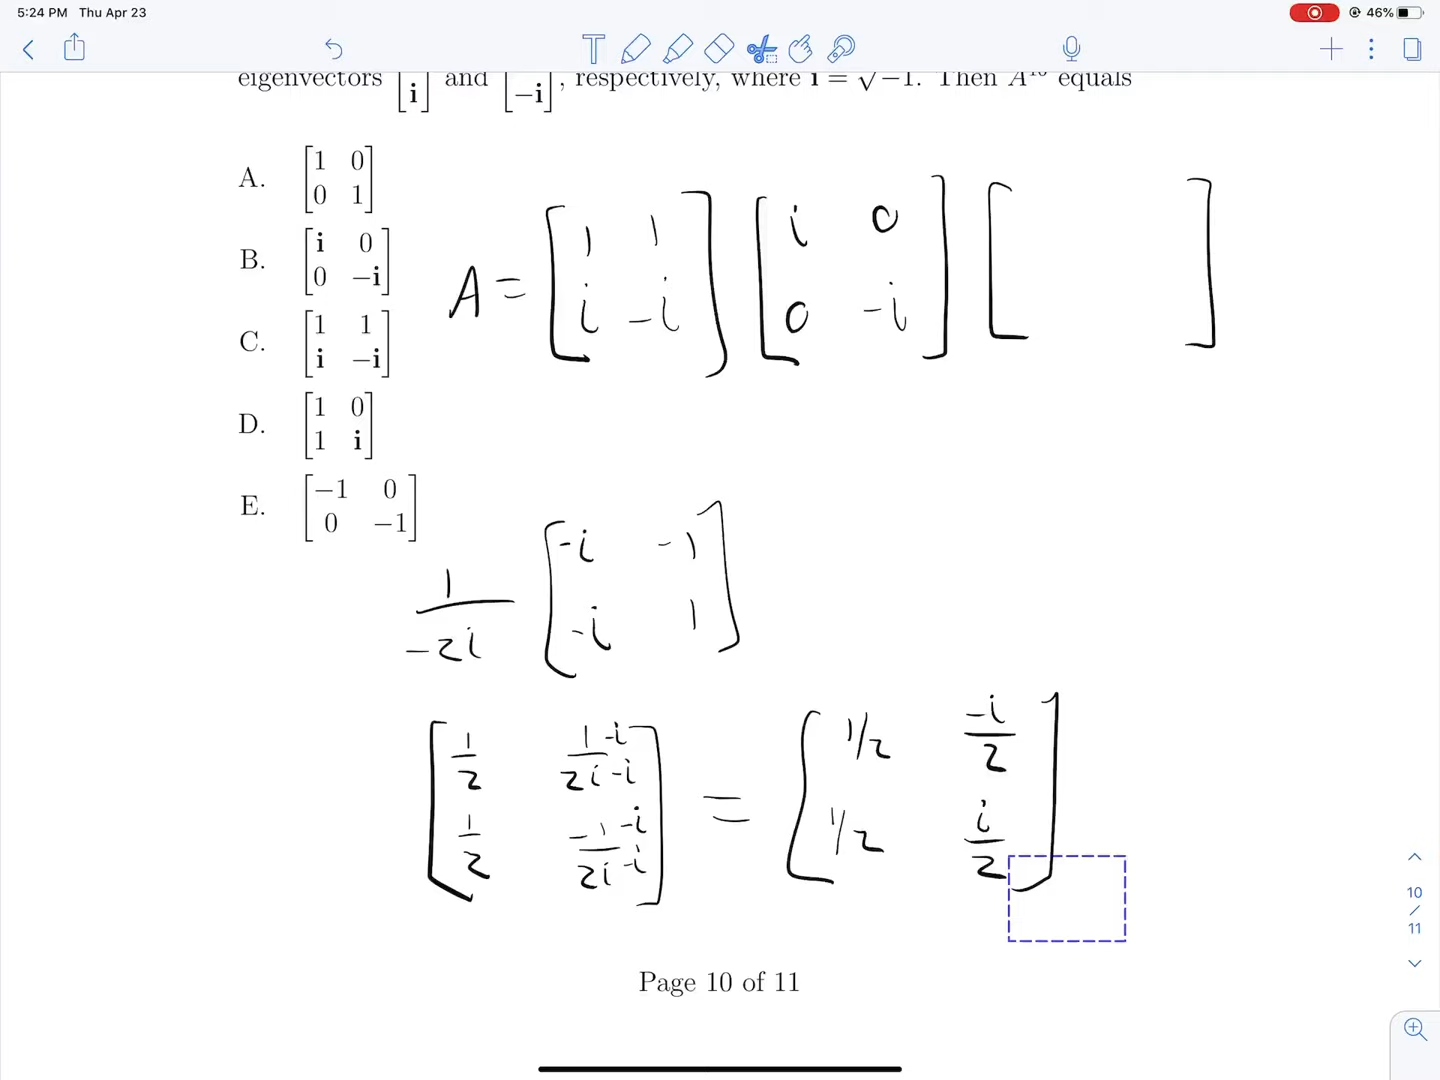 5:24 PM Thu Apr 23
46%
eigenvectors [ i ] and [ -i ], respectively, where i = √−1. Then A¹⁰ equals
A. [1 0
0 1]
B. [i 0
0 −i]
C. [1 1
i −i]
D. [1 0
1 i]
E. [−1 0
0 −1]
A = [1 1
i -i] [i 0
0 -i] [ ]
1/-2i [-i -1
-i 1]
[1/2 1 -i/2i -i
1/2 -1 -i/2i -i] = [1/2 -i/2
1/2 i/2]
10
/
11
Page 10 of 11